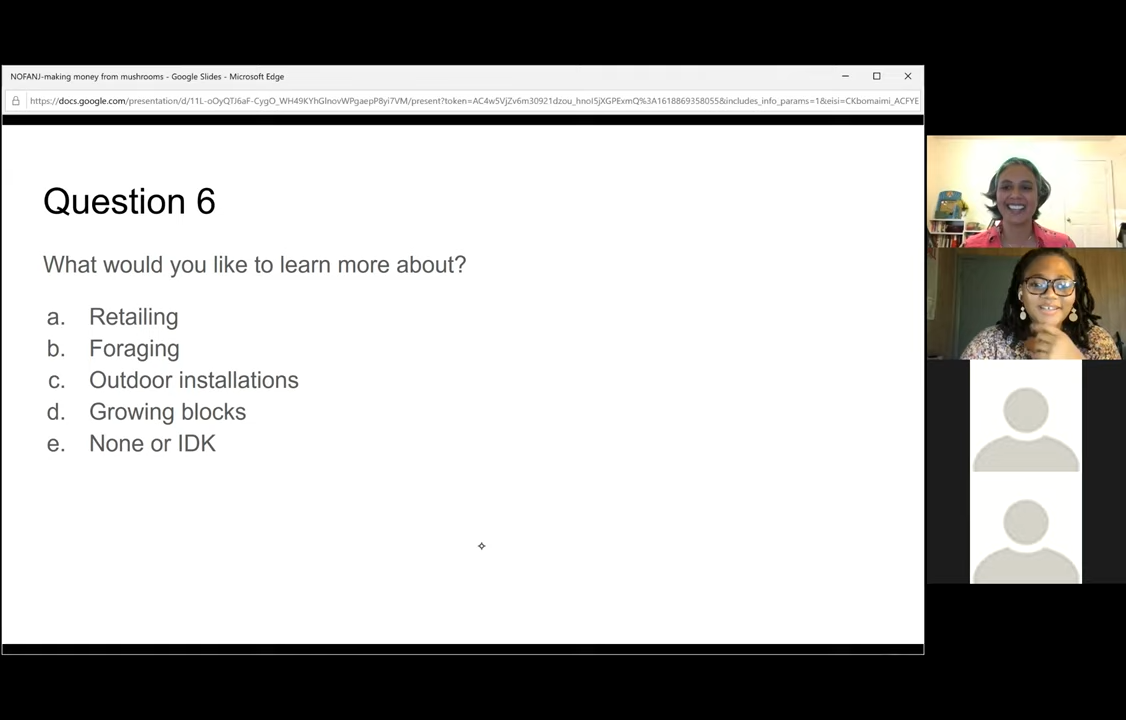 NOFANJ-making money from mushrooms - Google Slides - Microsoft Edge
Question 6
What would you like to learn more about?
a. Retailing
b. Foraging
c. Outdoor installations
d. Growing blocks
e. None or IDK